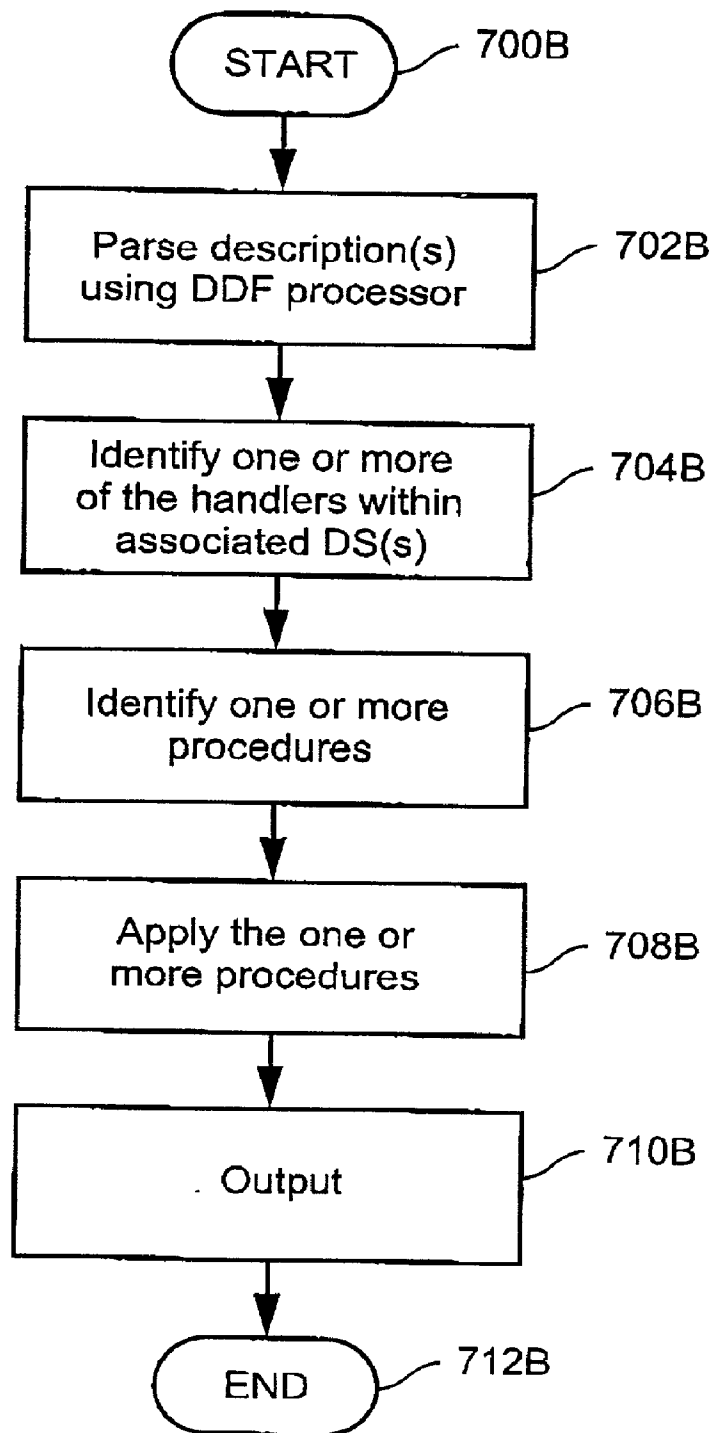 START
700B
Parse description(s)
using DDF processor
702B
Identify one or more
of the handlers within
associated DS(s)
704B
Identify one or more
procedures
706B
Apply the one or
more procedures
708B
Output
710B
END
712B